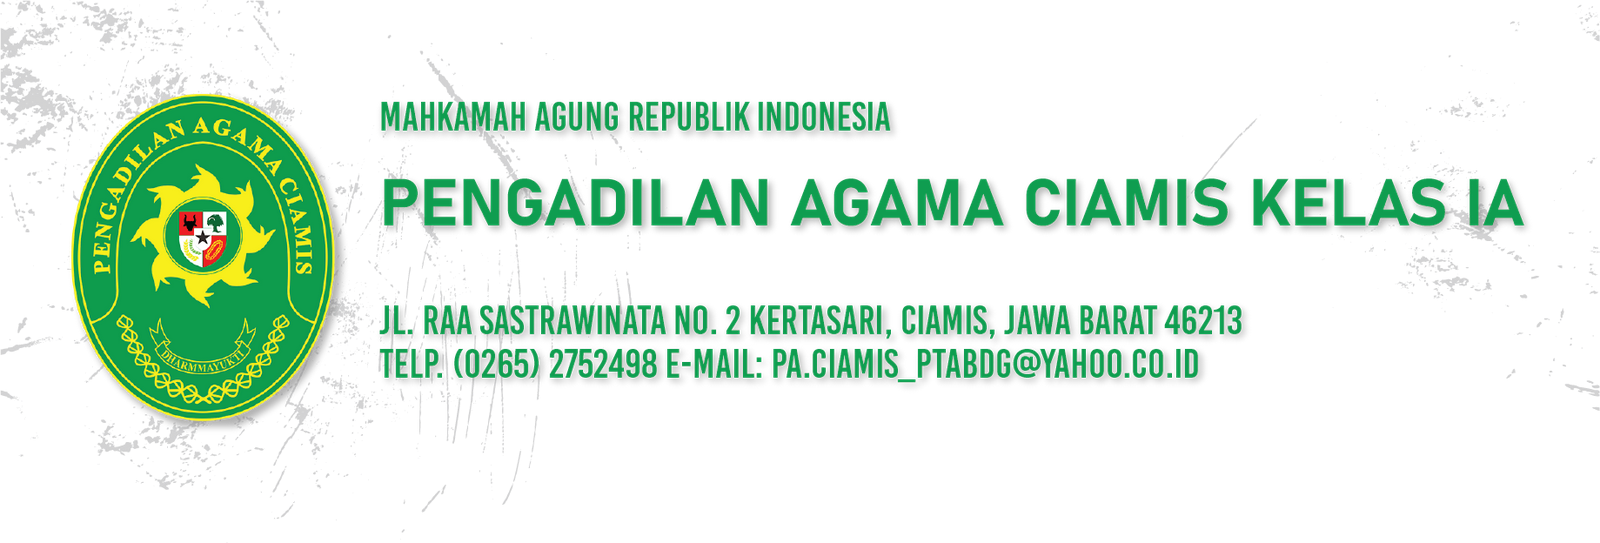 PENGADILAN AGAMA CIAMIS
DHARMMAYUKTI
MAHKAMAH AGUNG REPUBLIK INDONESIA
PENGADILAN AGAMA CIAMIS KELAS IA
JL. RAA SASTRAWINATA NO. 2 KERTASARI, CIAMIS, JAWA BARAT 46213
TELP. (0265) 2752498 E-MAIL: PA.CIAMIS_PTABDG@YAHOO.CO.ID